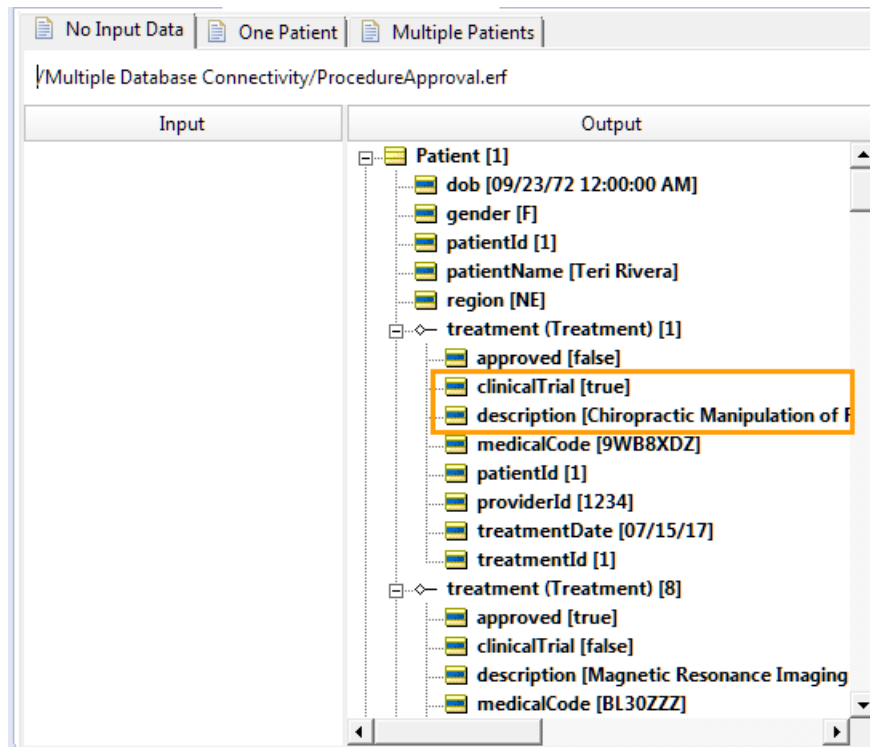 No Input Data One Patient Multiple Patients
/Multiple Database Connectivity/ProcedureApproval.erf
Input Output
Patient [1]
dob [09/23/72 12:00:00 AM]
gender [F]
patientId [1]
patientName [Teri Rivera]
region [NE]
treatment (Treatment) [1]
approved [false]
clinicalTrial [true]
description [Chiropractic Manipulation of
medicalCode [9WB8XDZ]
patientId [1]
providerId [1234]
treatmentDate [07/15/17]
treatmentId [1]
treatment (Treatment) [8]
approved [true]
clinicalTrial [false]
description [Magnetic Resonance Imaging
medicalCode [BL30ZZZ]